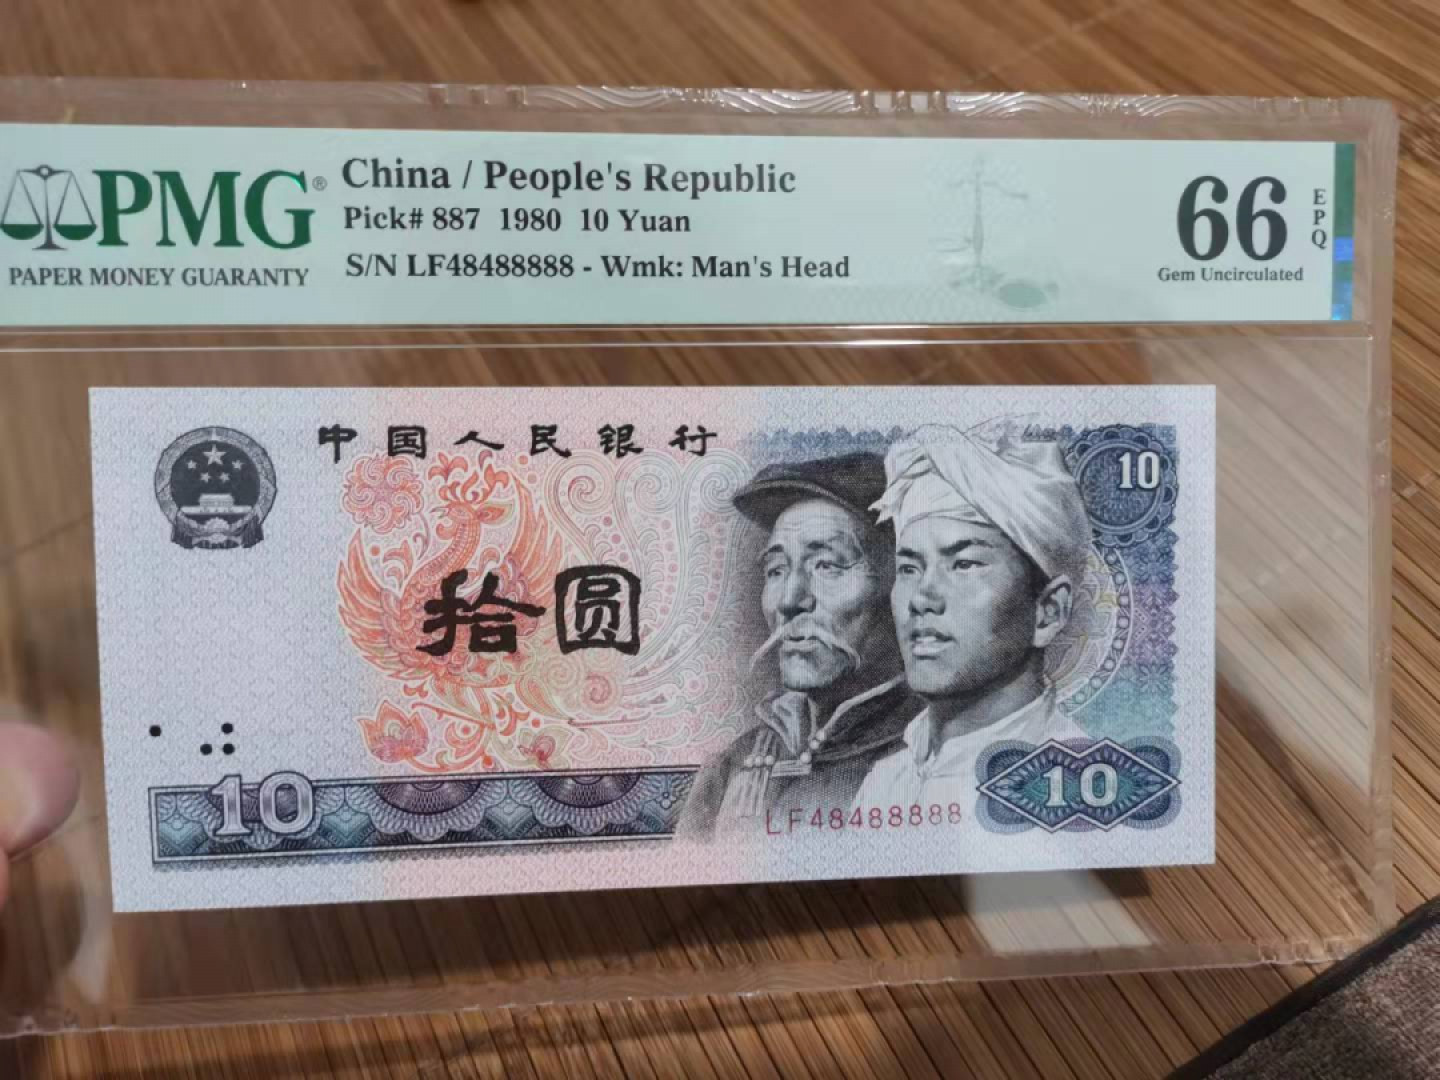 PMG®
PAPER MONEY GUARANTY
China / People's Republic
Pick# 887 1980 10 Yuan
S/N LF48488888 - Wmk: Man's Head
66 EPQ
Gem Uncirculated
中国人民银行
10
拾圆
10
LF48488888
10